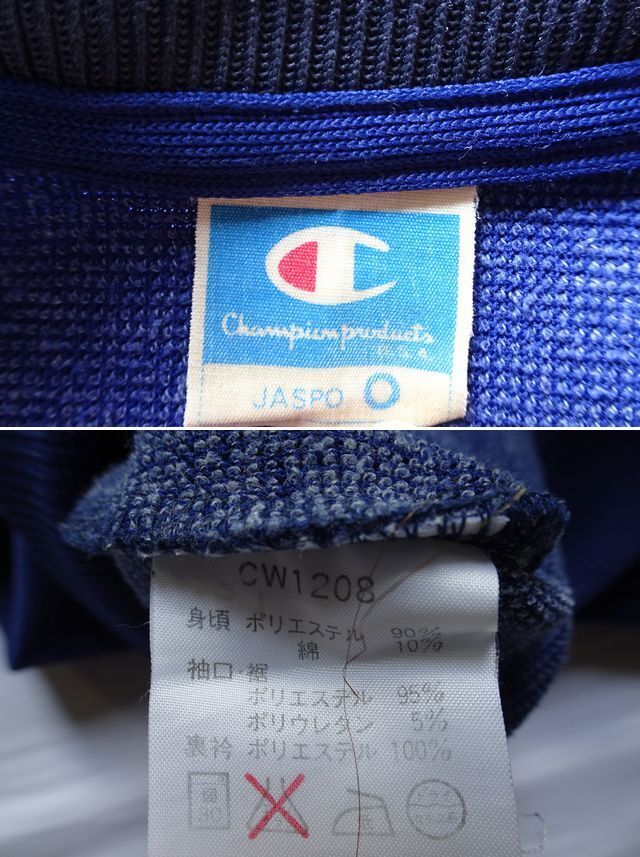 Champion products
U.S.A
JASPO O
CW1208
身頃 ポリエステル 90%
綿 10%
袖口・裾
ポリエステル 95%
ポリウレタン 5%
裏衿 ポリエステル 100%